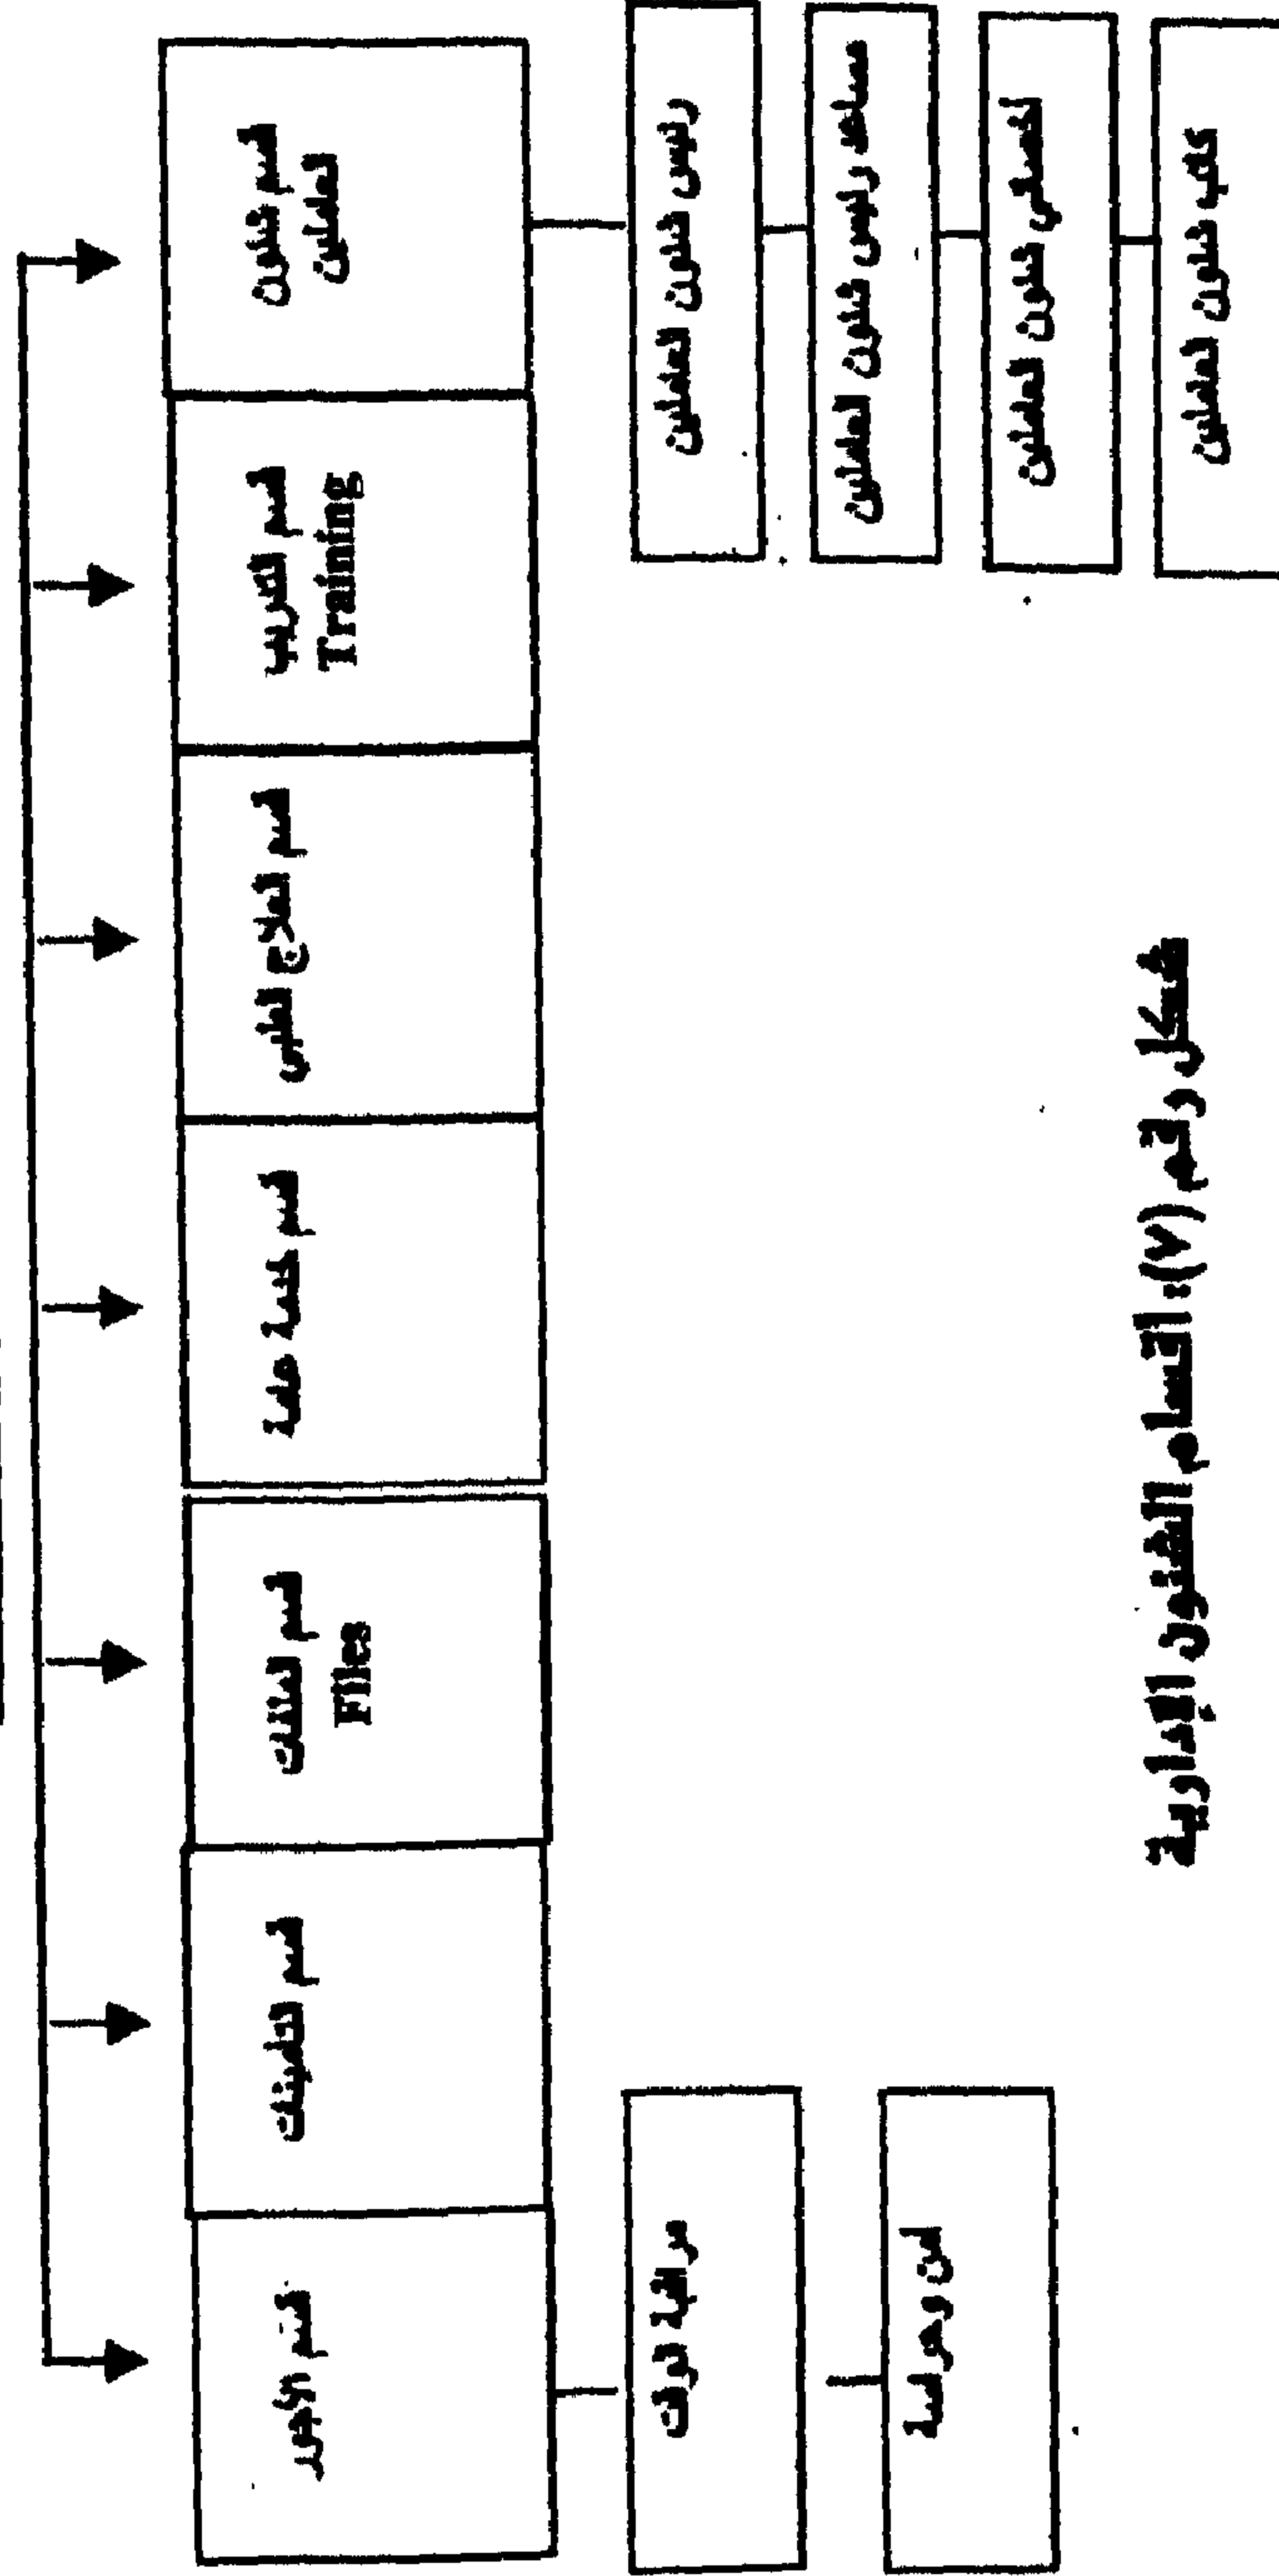 قسم شئون
العاملين
قسم التدريب
Training
قسم العلاج الطبى
قسم خدمة عامة
قسم الملفات
Files
قسم التأمينات
قسم الأجور
رئيس شئون العاملين
مساعد رئيس شئون العاملين
أخصائي شئون العاملين
كاتب شئون العاملين
مراقبة الوقت
أمن وحراسة
شكل رقم (٧): أقسام الشئون الإدارية